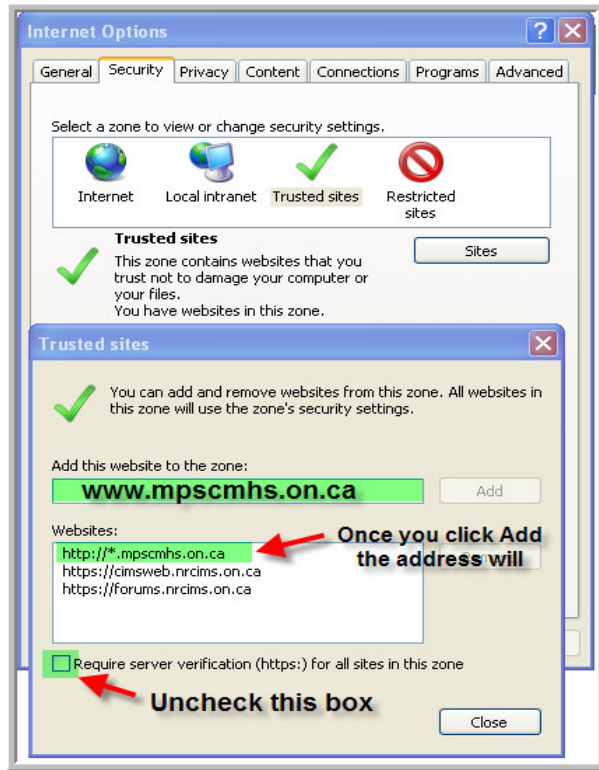 Internet Options
General Security Privacy Content Connections Programs Advanced
Select a zone to view or change security settings.
Internet Local intranet Trusted sites Restricted sites
Trusted sites
Sites
This zone contains websites that you
trust not to damage your computer or
your files.
You have websites in this zone.
Trusted sites
You can add and remove websites from this zone. All websites in
this zone will use the zone's security settings.
Add this website to the zone:
www.mpscmhs.on.ca
Add
Websites:
Once you click Add
the address will
http://*.mpscmhs.on.ca
https://cimsweb.nrcims.on.ca
https://forums.nrcims.on.ca
Require server verification (https:) for all sites in this zone
Uncheck this box
Close